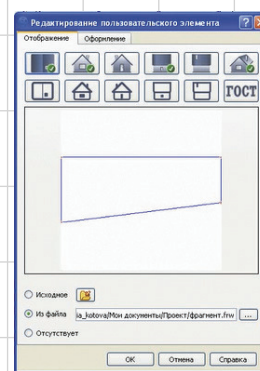 Редактирование пользовательского элемента
Отображение Оформление
ГОСТ
Исходное
Из файла ia_kotova/Мои документы/Проект/фрагмент.frw ...
Отсутствует
ОК Отмена Справка